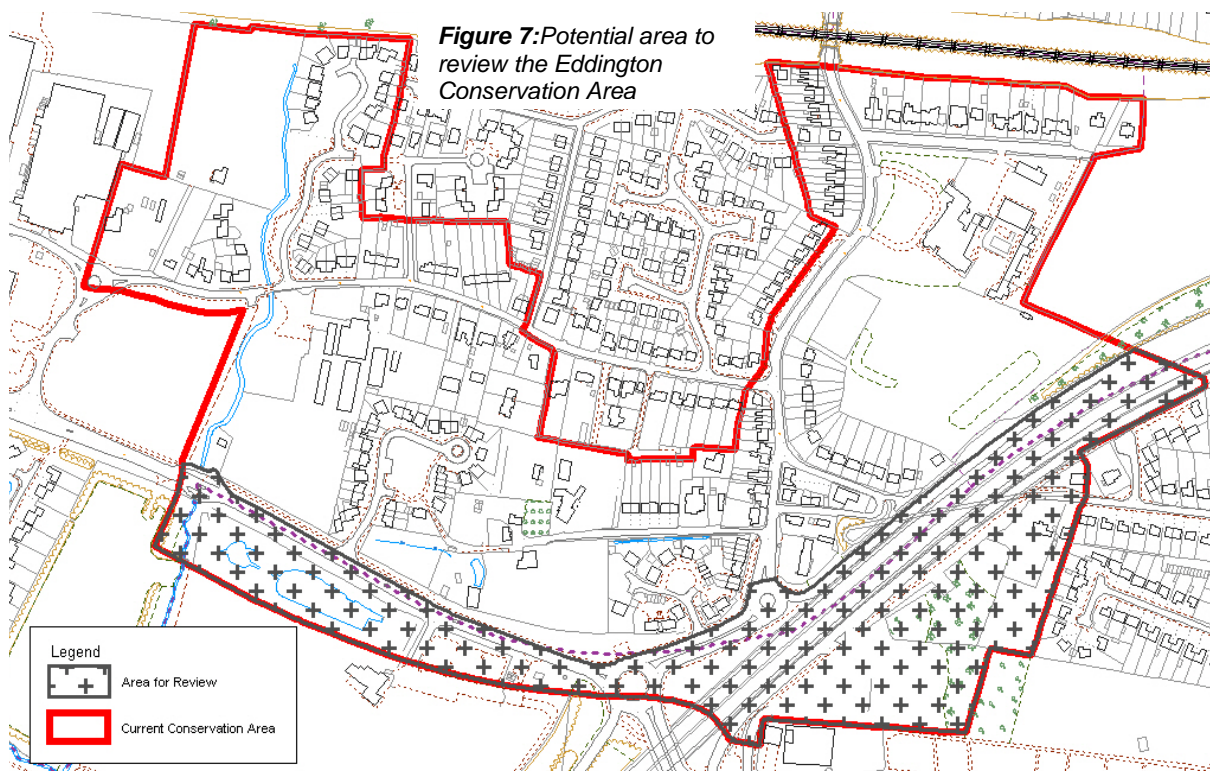 Figure 7:Potential area to
review the Eddington
Conservation Area
Legend
Area for Review
Current Conservation Area